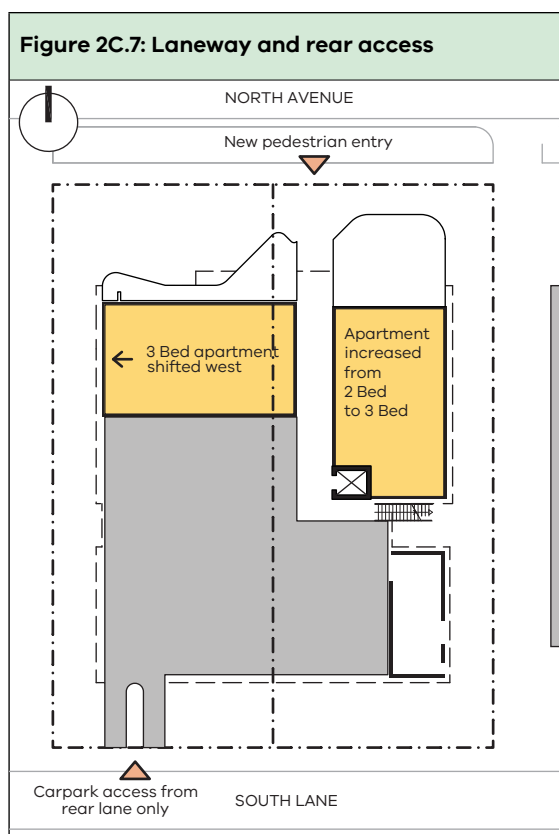 Figure 2C.7: Laneway and rear access
NORTH AVENUE
New pedestrian entry
3 Bed apartment
shifted west
Apartment
increased
from
2 Bed
to 3 Bed
Carpark access from
rear lane only
SOUTH LANE